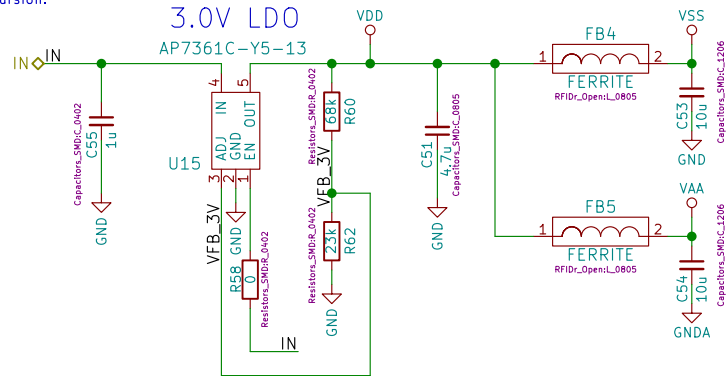 ursion.
3.0V LDO
AP7361C-Y5-13
IN
IN
VDD
VSS
FB4
1
2
FERRITE
RFIDr_Open:L_0805
Capacitors_SMD:C_1206
C53
10u
GND
Capacitors_SMD:C_0402
C55
1u
GND
4
5
IN
OUT
ADJ
GND
EN
U15
3
2
1
VFB_3V
GND
R58
0
Resistors_SMD:R_0402
IN
Resistors_SMD:R_0402
68k
R60
VFB_3V
Resistors_SMD:R_0402
23k
R62
GND
C51
4.7u
Capacitors_SMD:C_0805
GND
VAA
FB5
1
2
FERRITE
RFIDr_Open:L_0805
Capacitors_SMD:C_1206
C54
10u
GNDA